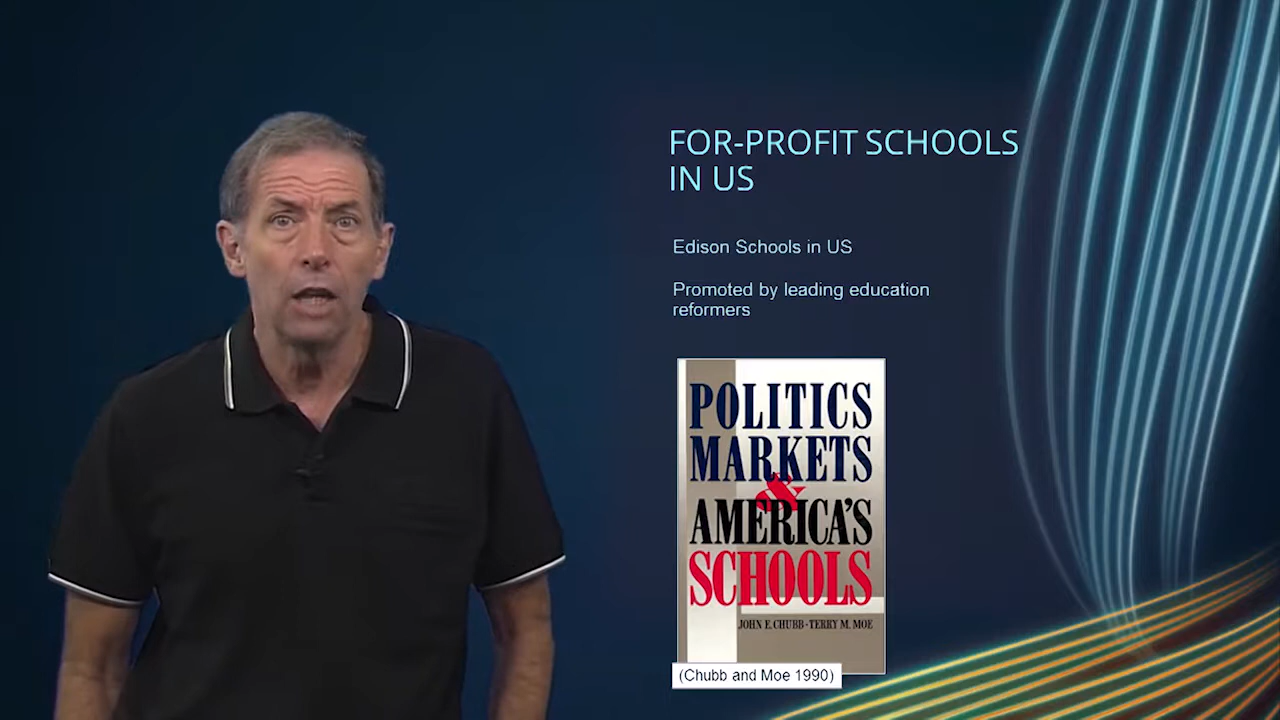 FOR-PROFIT SCHOOLS
IN US
Edison Schools in US
Promoted by leading education
reformers
POLITICS
MARKETS
&
AMERICA'S
SCHOOLS
JOHN E. CHUBB · TERRY M. MOE
(Chubb and Moe 1990)